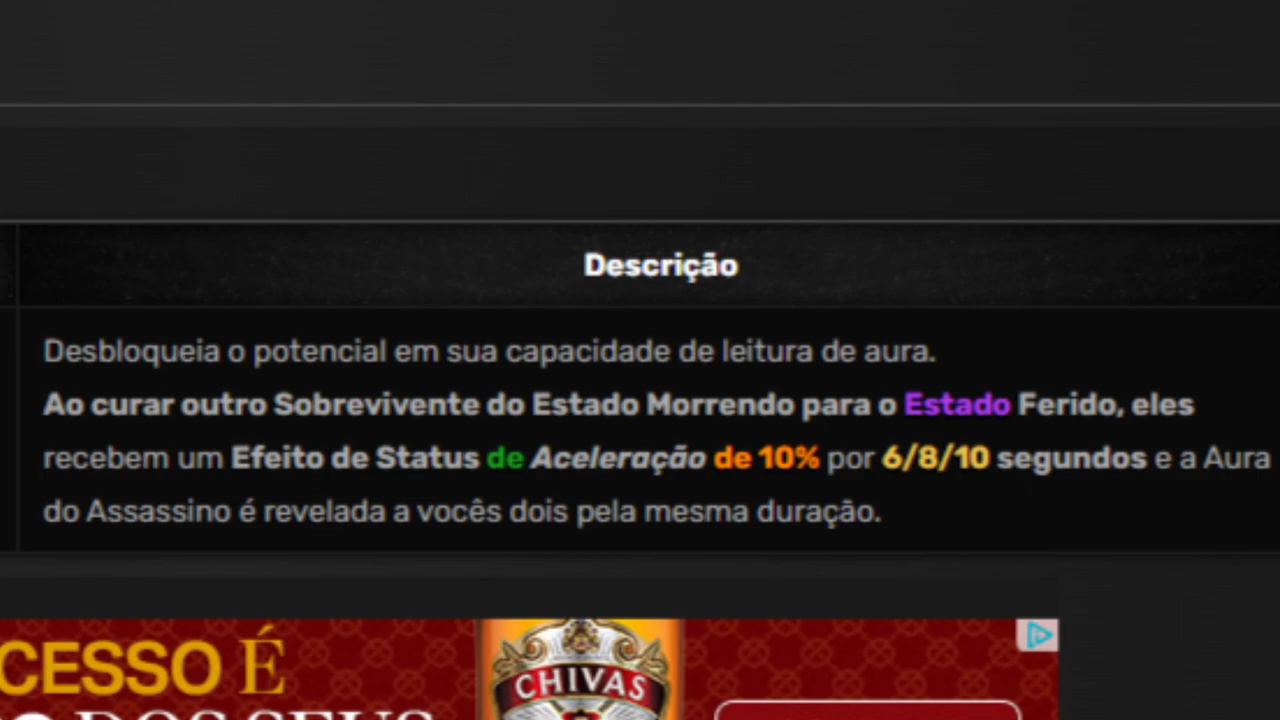 Descrição
Desbloqueia o potencial em sua capacidade de leitura de aura.
Ao curar outro Sobrevivente do Estado Morrendo para o Estado Ferido, eles
recebem um Efeito de Status de Aceleração de 10% por 6/8/10 segundos e a Aura
do Assassino é revelada a vocês dois pela mesma duração.
CESSO É
DOS SEUS
CHIVAS